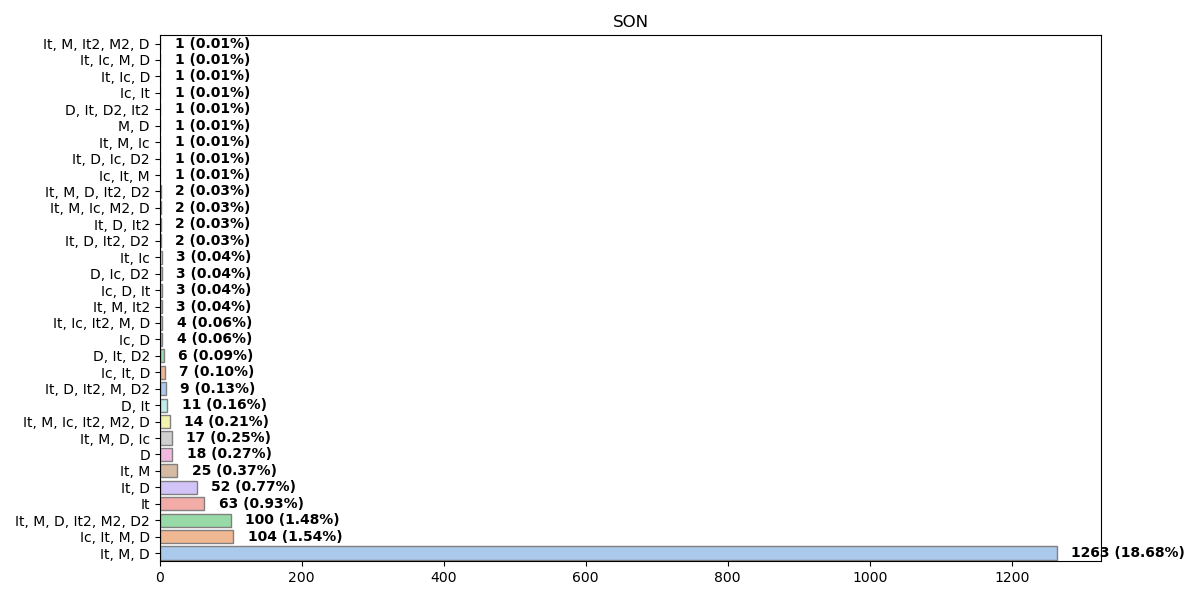 SON
It, M, It2, M2, D 1 (0.01%)
It, Ic, M, D 1 (0.01%)
It, Ic, D 1 (0.01%)
Ic, It 1 (0.01%)
D, It, D2, It2 1 (0.01%)
M, D 1 (0.01%)
It, M, Ic 1 (0.01%)
It, D, Ic, D2 1 (0.01%)
Ic, It, M 1 (0.01%)
It, M, D, It2, D2 2 (0.03%)
It, M, Ic, M2, D 2 (0.03%)
It, D, It2 2 (0.03%)
It, D, It2, D2 2 (0.03%)
It, Ic 3 (0.04%)
D, Ic, D2 3 (0.04%)
Ic, D, It 3 (0.04%)
It, M, It2 3 (0.04%)
It, Ic, It2, M, D 4 (0.06%)
Ic, D 4 (0.06%)
D, It, D2 6 (0.09%)
Ic, It, D 7 (0.10%)
It, D, It2, M, D2 9 (0.13%)
D, It 11 (0.16%)
It, M, Ic, It2, M2, D 14 (0.21%)
It, M, D, Ic 17 (0.25%)
D 18 (0.27%)
It, M 25 (0.37%)
It, D 52 (0.77%)
It 63 (0.93%)
It, M, D, It2, M2, D2 100 (1.48%)
Ic, It, M, D 104 (1.54%)
It, M, D 1263 (18.68%)
0 200 400 600 800 1000 1200